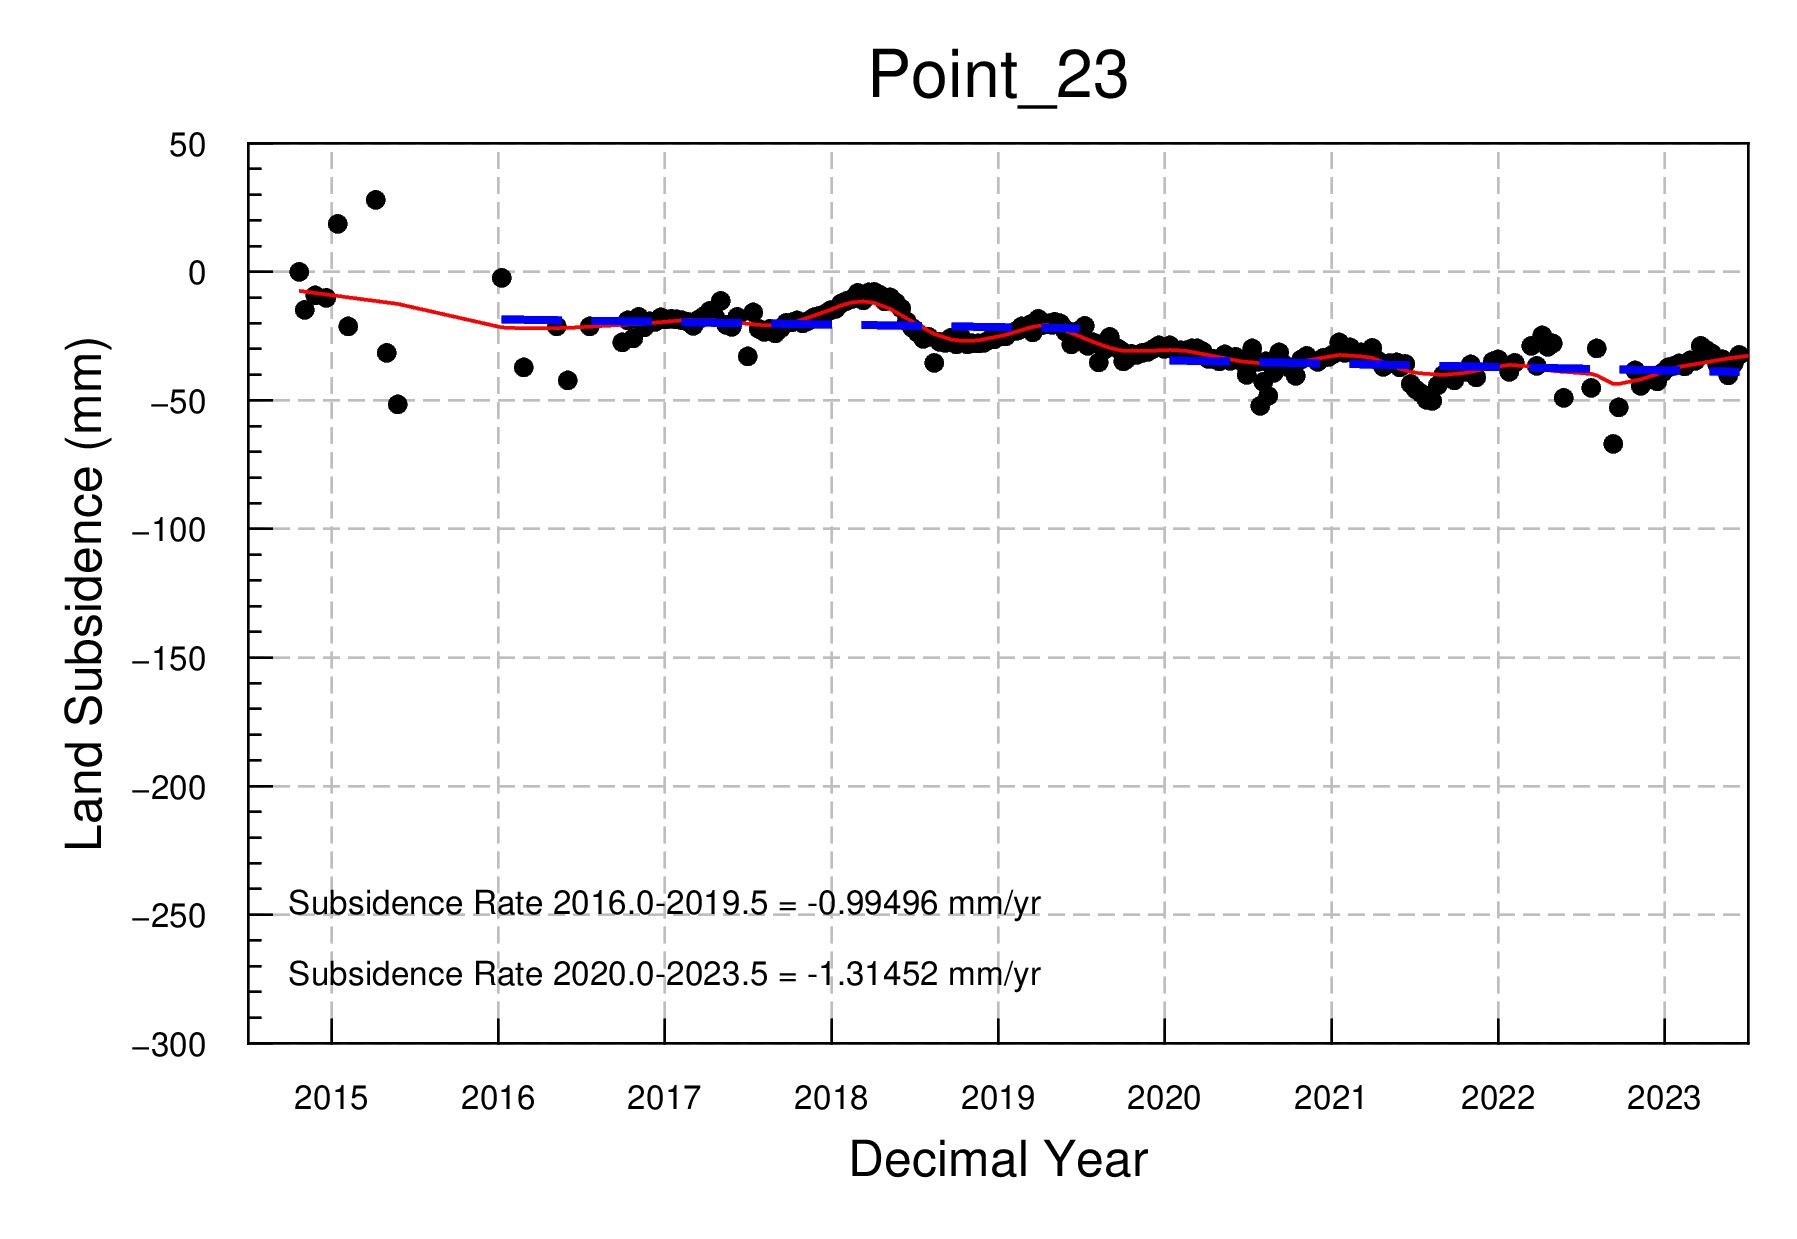 Point_23
50
0
−50
−100
−150
−200
−250
−300
Land Subsidence (mm)
Subsidence Rate 2016.0-2019.5 = -0.99496 mm/yr
Subsidence Rate 2020.0-2023.5 = -1.31452 mm/yr
2015 2016 2017 2018 2019 2020 2021 2022 2023
Decimal Year